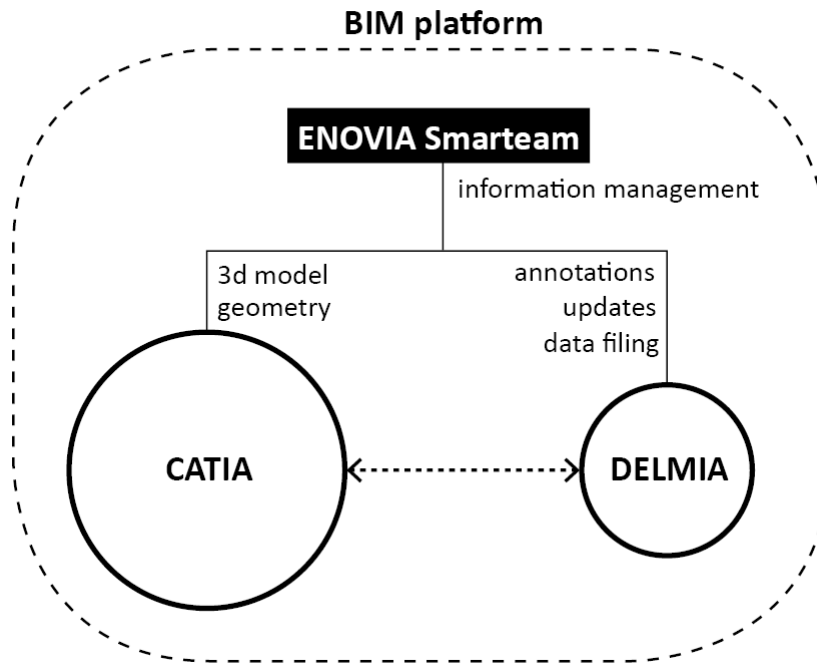 BIM platform
ENOVIA Smarteam
information management
3d model
geometry
annotations
updates
data filing
CATIA
DELMIA